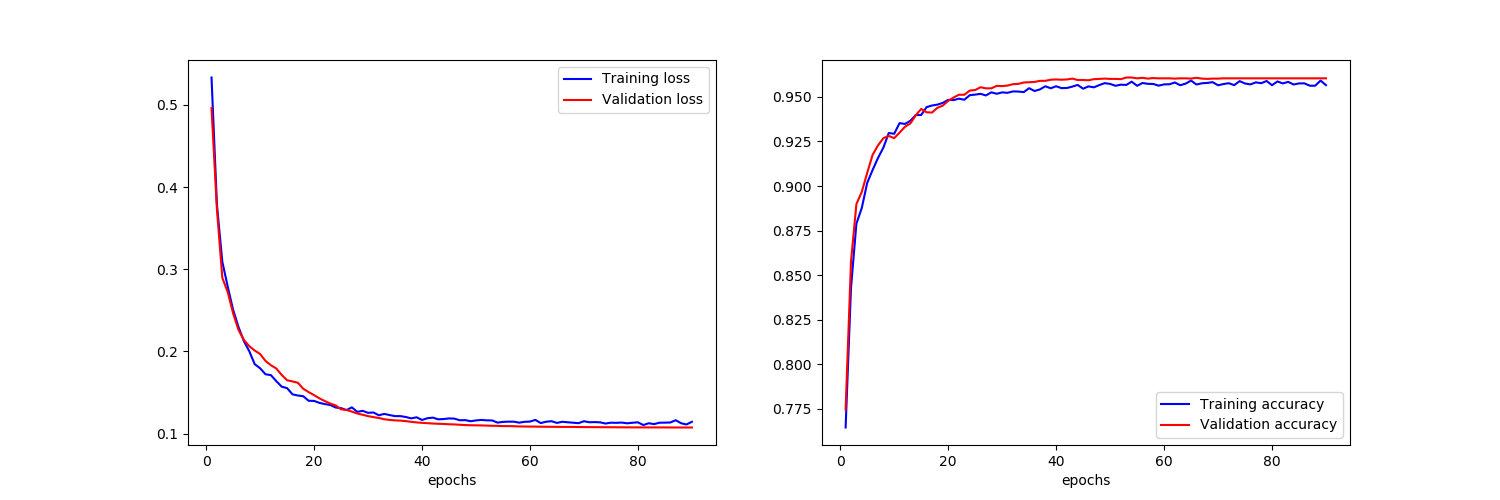 0.5
0.4
0.3
0.2
0.1
0 20 40 60 80
epochs
Training loss
Validation loss
0.950
0.925
0.900
0.875
0.850
0.825
0.800
0.775
0 20 40 60 80
epochs
Training accuracy
Validation accuracy